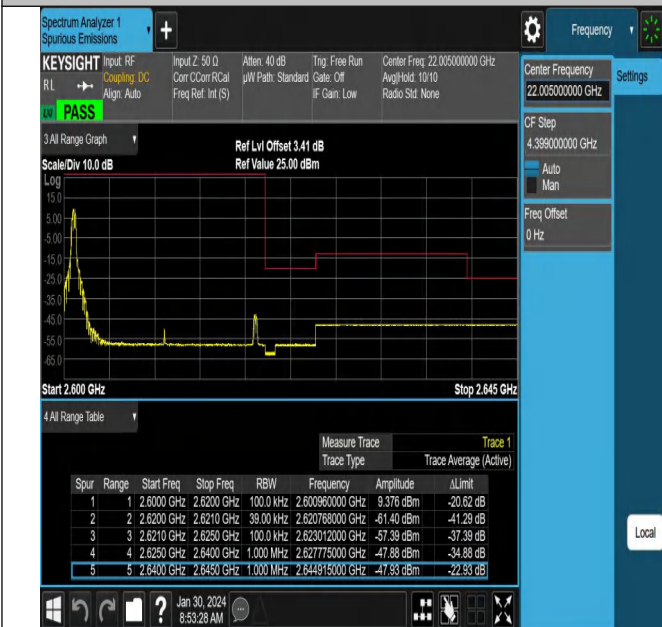 Spectrum Analyzer 1
Spurious Emissions
+
Frequency
KEYSIGHT Input: RF Input Z: 50 Ω Atten: 40 dB Trig: Free Run Center Freq: 22.005000000 GHz
RL Coupling: DC Corr CCorr RCal µW Path: Standard Gate: Off Avg|Hold: 10/10
Align: Auto Freq Ref: Int (S) IF Gain: Low Radio Std: None
PASS
Center Frequency
22.005000000 GHz
Settings
CF Step
4.399000000 GHz
Auto
Man
Freq Offset
0 Hz
3 All Range Graph
Ref Lvl Offset 3.41 dB
Scale/Div 10.0 dB Ref Value 25.00 dBm
Log
15.0
5.00
-5.00
-15.0
-25.0
-35.0
-45.0
-55.0
-65.0
Start 2.600 GHz Stop 2.645 GHz
4 All Range Table
Measure Trace Trace 1
Trace Type Trace Average (Active)
Spur Range Start Freq Stop Freq RBW Frequency Amplitude ΔLimit
1 1 2.6000 GHz 2.6200 GHz 100.0 kHz 2.600960000 GHz 9.376 dBm -20.62 dB
2 2 2.6200 GHz 2.6210 GHz 39.00 kHz 2.620768000 GHz -61.40 dBm -41.29 dB
3 3 2.6210 GHz 2.6250 GHz 100.0 kHz 2.623012000 GHz -57.39 dBm -37.39 dB
4 4 2.6250 GHz 2.6400 GHz 1.000 MHz 2.627775000 GHz -47.88 dBm -34.88 dB
5 5 2.6400 GHz 2.6450 GHz 1.000 MHz 2.644915000 GHz -47.93 dBm -22.93 dB
Local
?
Jan 30, 2024
8:53:28 AM